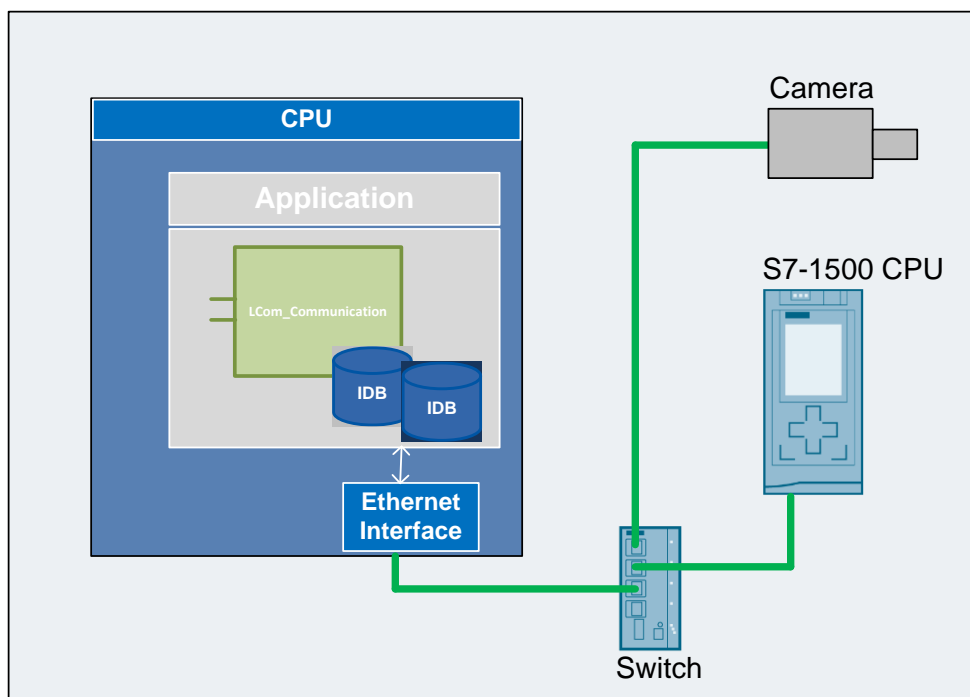 CPU
Application
LCom_Communication
IDB
IDB
Ethernet
Interface
Camera
S7-1500 CPU
Switch